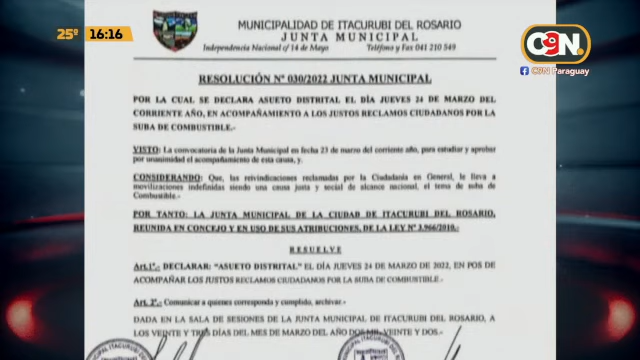 25º 16:16
MUNICIPALIDAD DE ITACURUBI DEL ROSARIO
JUNTA MUNICIPAL
Independencia Nacional c/ 14 de Mayo Teléfono y Fax 041 210 549
C9N
C9N Paraguay
RESOLUCIÓN Nº 030/2022 JUNTA MUNICIPAL
POR LA CUAL SE DECLARA ASUETO DISTRITAL EL DÍA JUEVES 24 DE MARZO DEL
CORRIENTE AÑO, EN ACOMPAÑAMIENTO A LOS JUSTOS RECLAMOS CIUDADANOS POR LA
SUBA DE COMBUSTIBLE.-
VISTO: La convocatoria de la Junta Municipal en fecha 23 de marzo del corriente año, para estudiar y aprobar
por unanimidad el acompañamiento de esta causa, y.
CONSIDERANDO: Que, las reivindicaciones reclamadas por la Ciudadanía en General, le lleva a
movilizaciones indefinidas siendo una causa justa y social de alcance nacional, el tema de suba de
Combustible.-
POR TANTO: LA JUNTA MUNICIPAL DE LA CIUDAD DE ITACURUBI DEL ROSARIO,
REUNIDA EN CONCEJO Y EN USO DE SUS ATRIBUCIONES, DE LA LEY Nº 3.966/2010.-
RESUELVE
Art.1º.- DECLARAR: "ASUETO DISTRITAL" EL DÍA JUEVES 24 DE MARZO DE 2022, EN POS DE
ACOMPAÑAR LOS JUSTOS RECLAMOS CIUDADANOS POR LA SUBA DE COMBUSTIBLE.-
Art. 2º.- Comunicar a quienes corresponda y cumplido, archivar.-
DADA EN LA SALA DE SESIONES DE LA JUNTA MUNICIPAL DE ITACURUBI DEL ROSARIO, A
LOS VEINTE Y TRES DÍAS DEL MES DE MARZO DEL AÑO DOS MIL VEINTE Y DOS.-